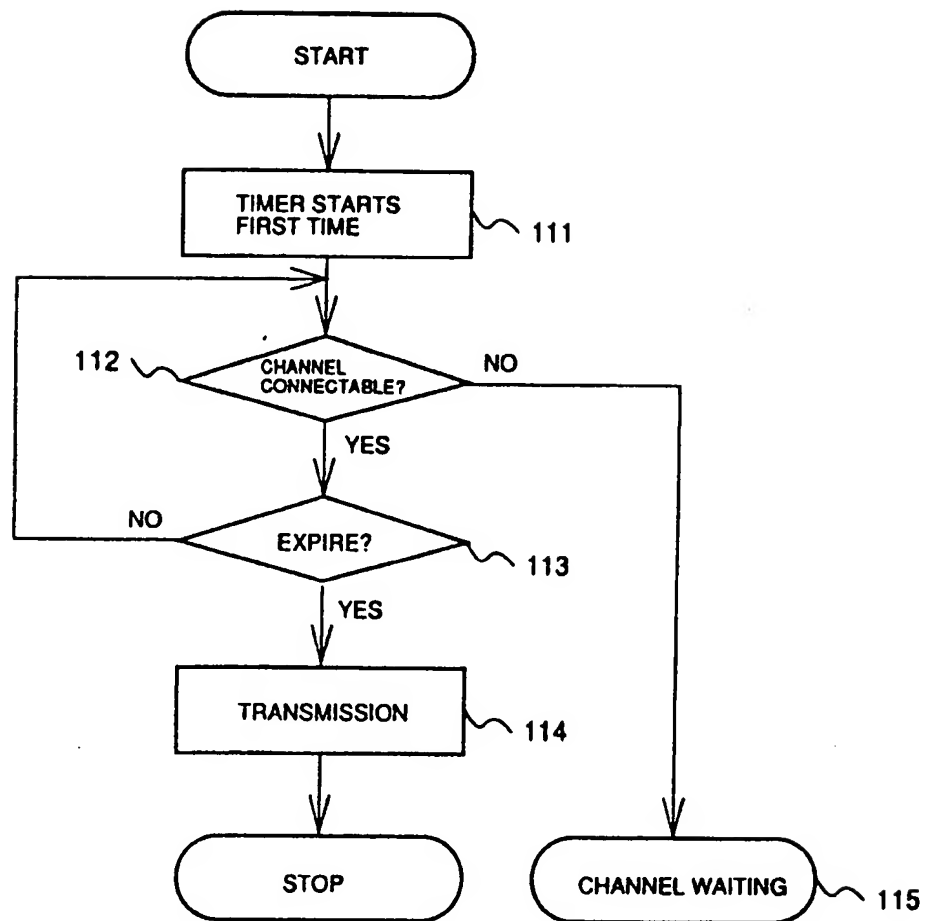 START
TIMER STARTS
FIRST TIME
111
112
CHANNEL
CONNECTABLE?
NO
YES
NO
EXPIRE?
113
YES
TRANSMISSION
114
STOP
CHANNEL WAITING
115